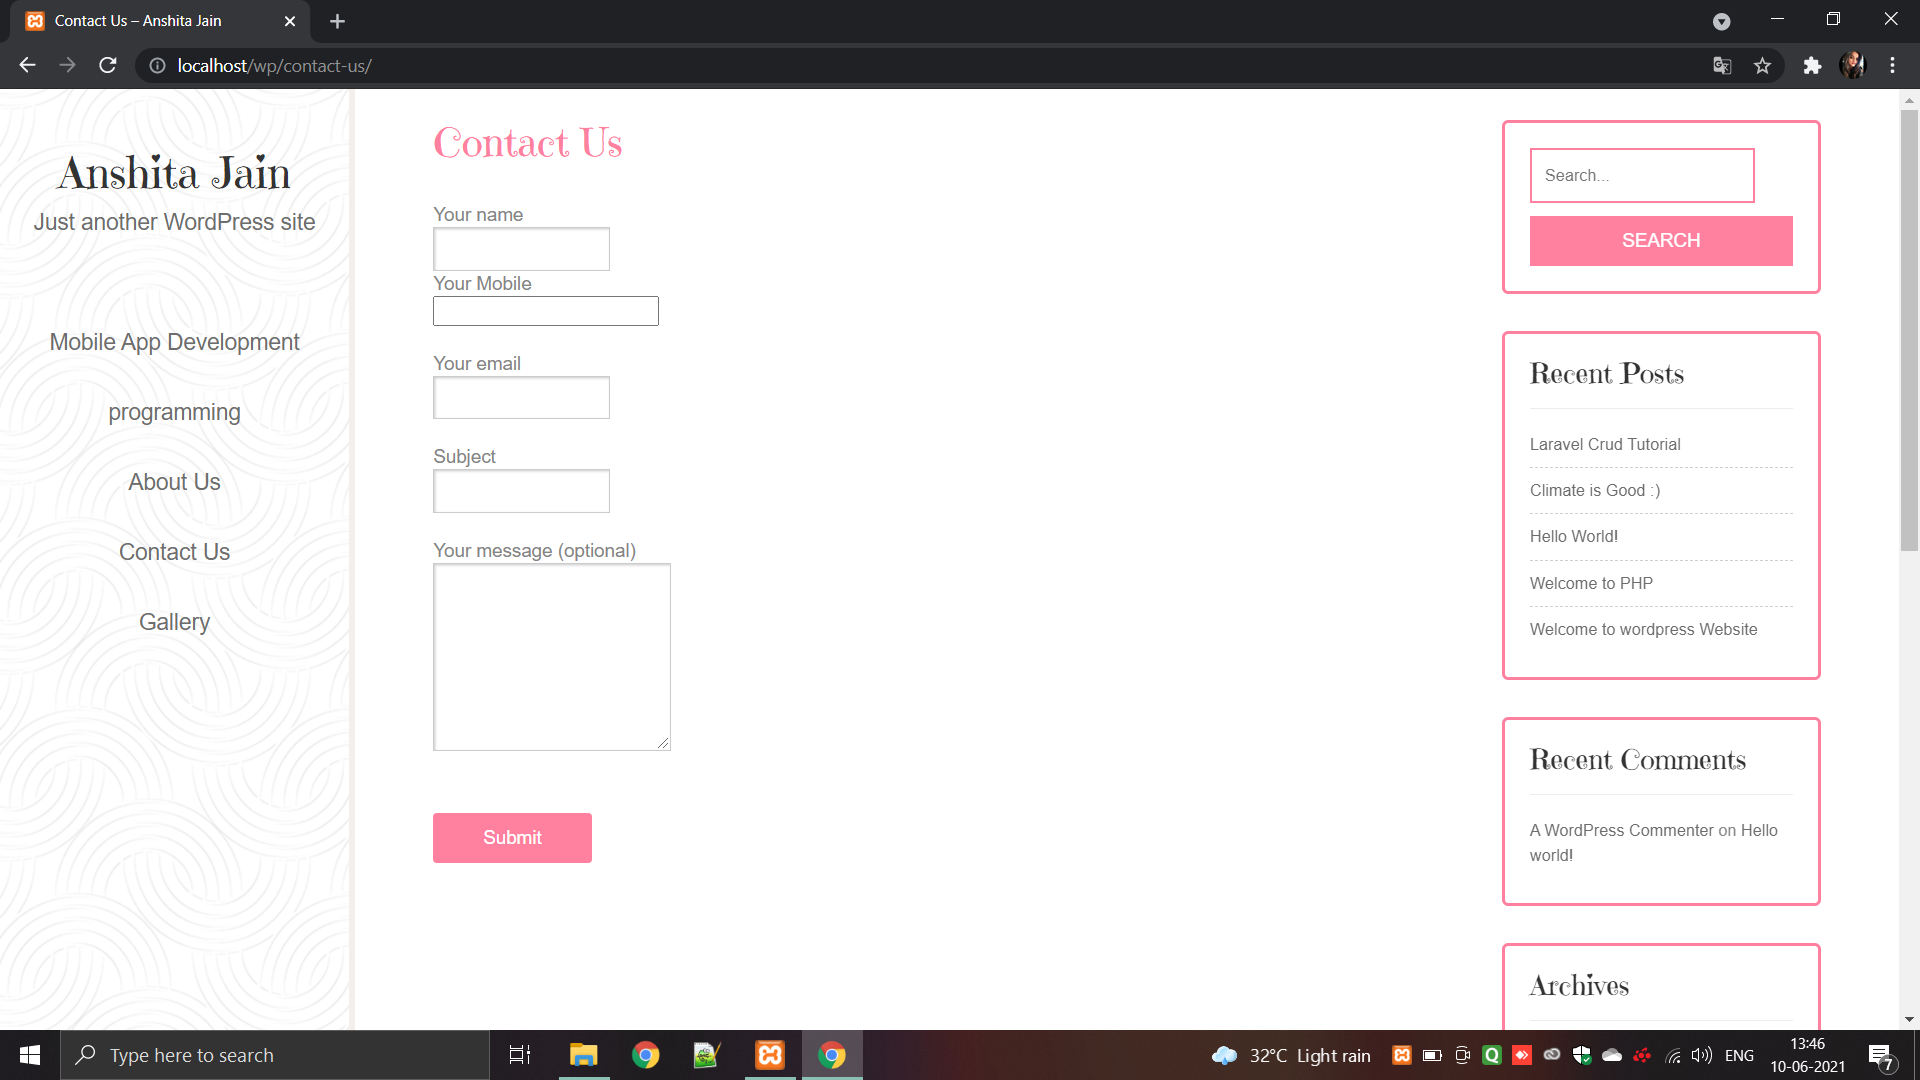 Contact Us – Anshita Jain
localhost/wp/contact-us/
Anshita Jain
Just another WordPress site
Mobile App Development
programming
About Us
Contact Us
Gallery
Contact Us
Your name
Your Mobile
Your email
Subject
Your message (optional)
Submit
Search...
SEARCH
Recent Posts
Laravel Crud Tutorial
Climate is Good :)
Hello World!
Welcome to PHP
Welcome to wordpress Website
Recent Comments
A WordPress Commenter on Hello
world!
Archives
Type here to search
32°C Light rain
ENG
13:46
10-06-2021
7